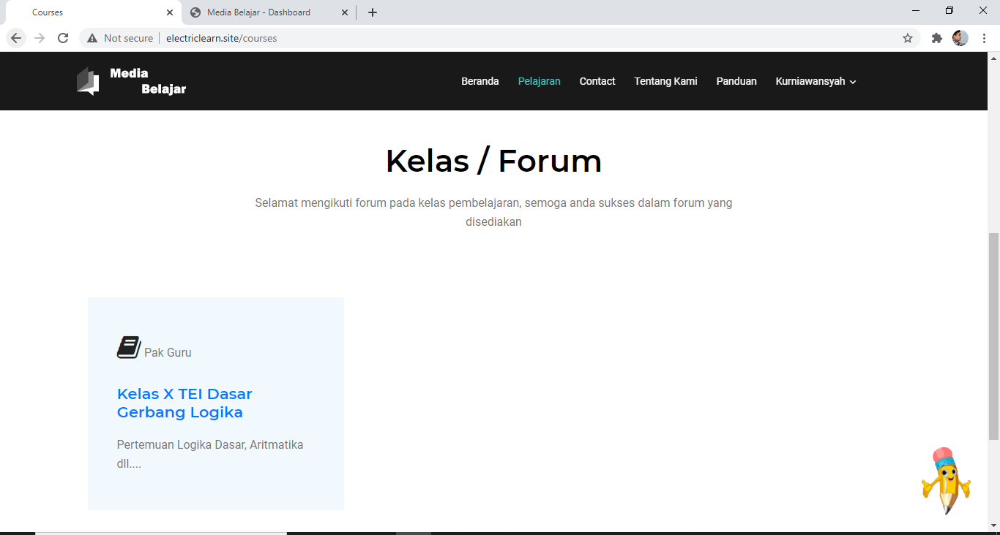 Courses
Media Belajar - Dashboard
Not secure electriclearn.site/courses
Media
Belajar
Beranda Pelajaran Contact Tentang Kami Panduan Kurniawansyah
Kelas / Forum
Selamat mengikuti forum pada kelas pembelajaran, semoga anda sukses dalam forum yang
disediakan
Pak Guru
Kelas X TEI Dasar
Gerbang Logika
Pertemuan Logika Dasar, Aritmatika
dll....